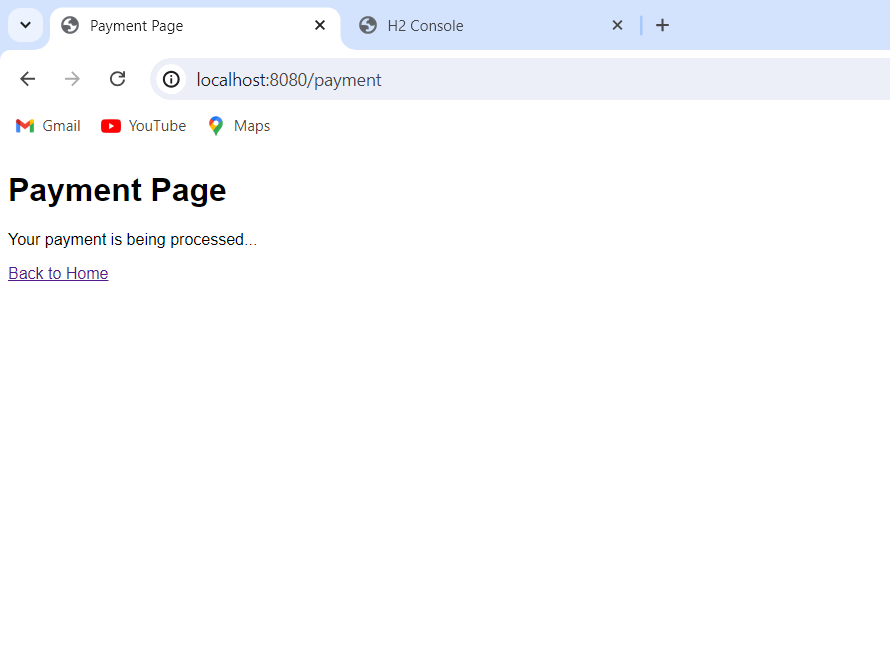 Payment Page
H2 Console
localhost:8080/payment
Gmail
YouTube
Maps
Payment Page
Your payment is being processed...
Back to Home